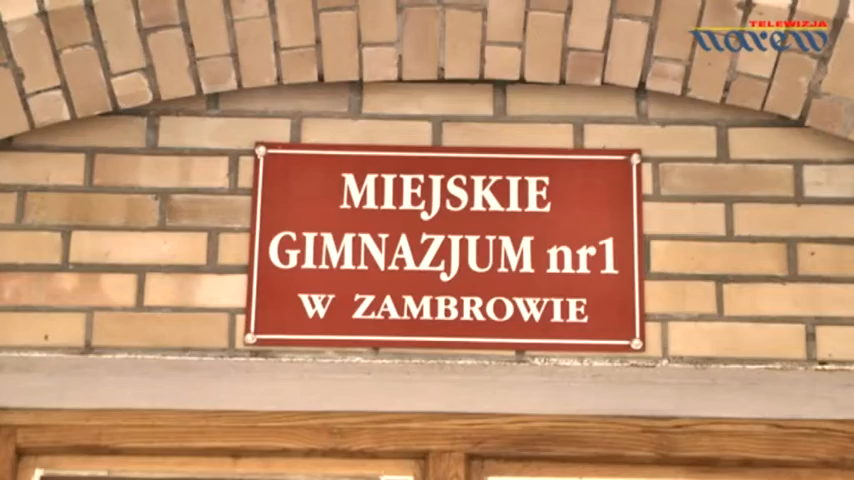 TELEWIZJA
narew
MIEJSKIE
GIMNAZJUM nr1
W ZAMBROWIE